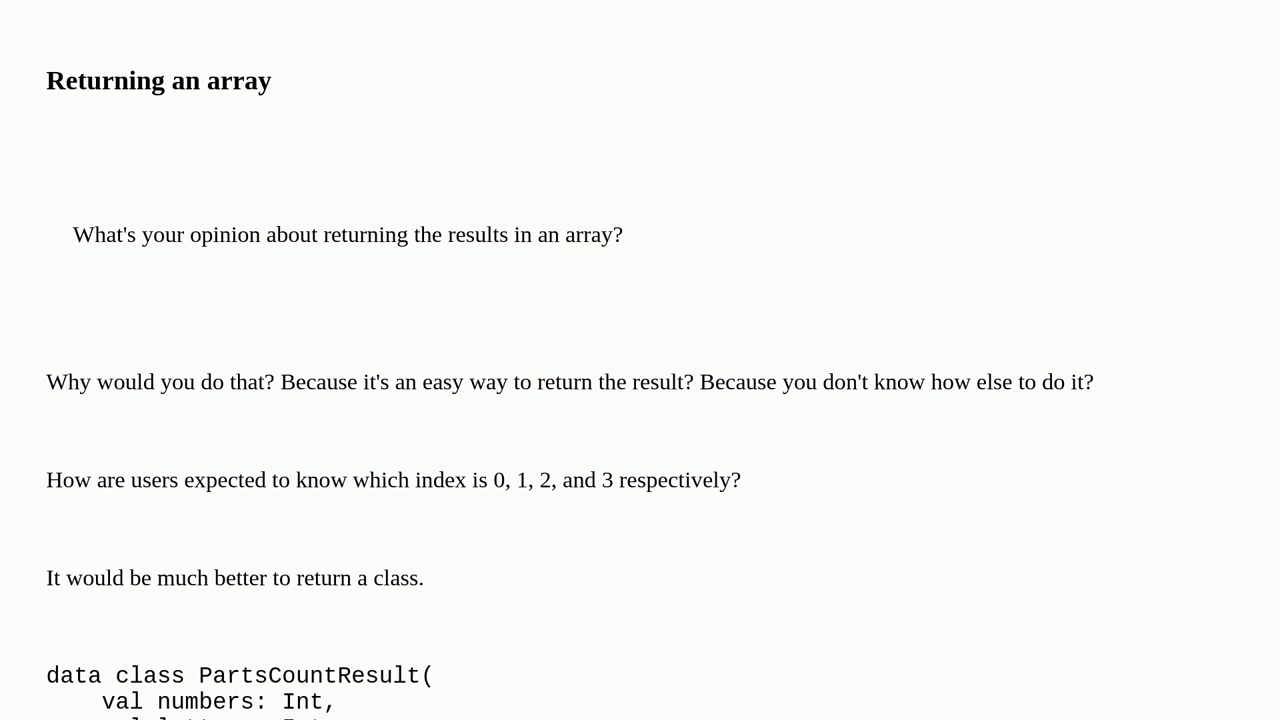 Returning an array
What's your opinion about returning the results in an array?
Why would you do that? Because it's an easy way to return the result? Because you don't know how else to do it?
How are users expected to know which index is 0, 1, 2, and 3 respectively?
It would be much better to return a class.
data class PartsCountResult(
    val numbers: Int,